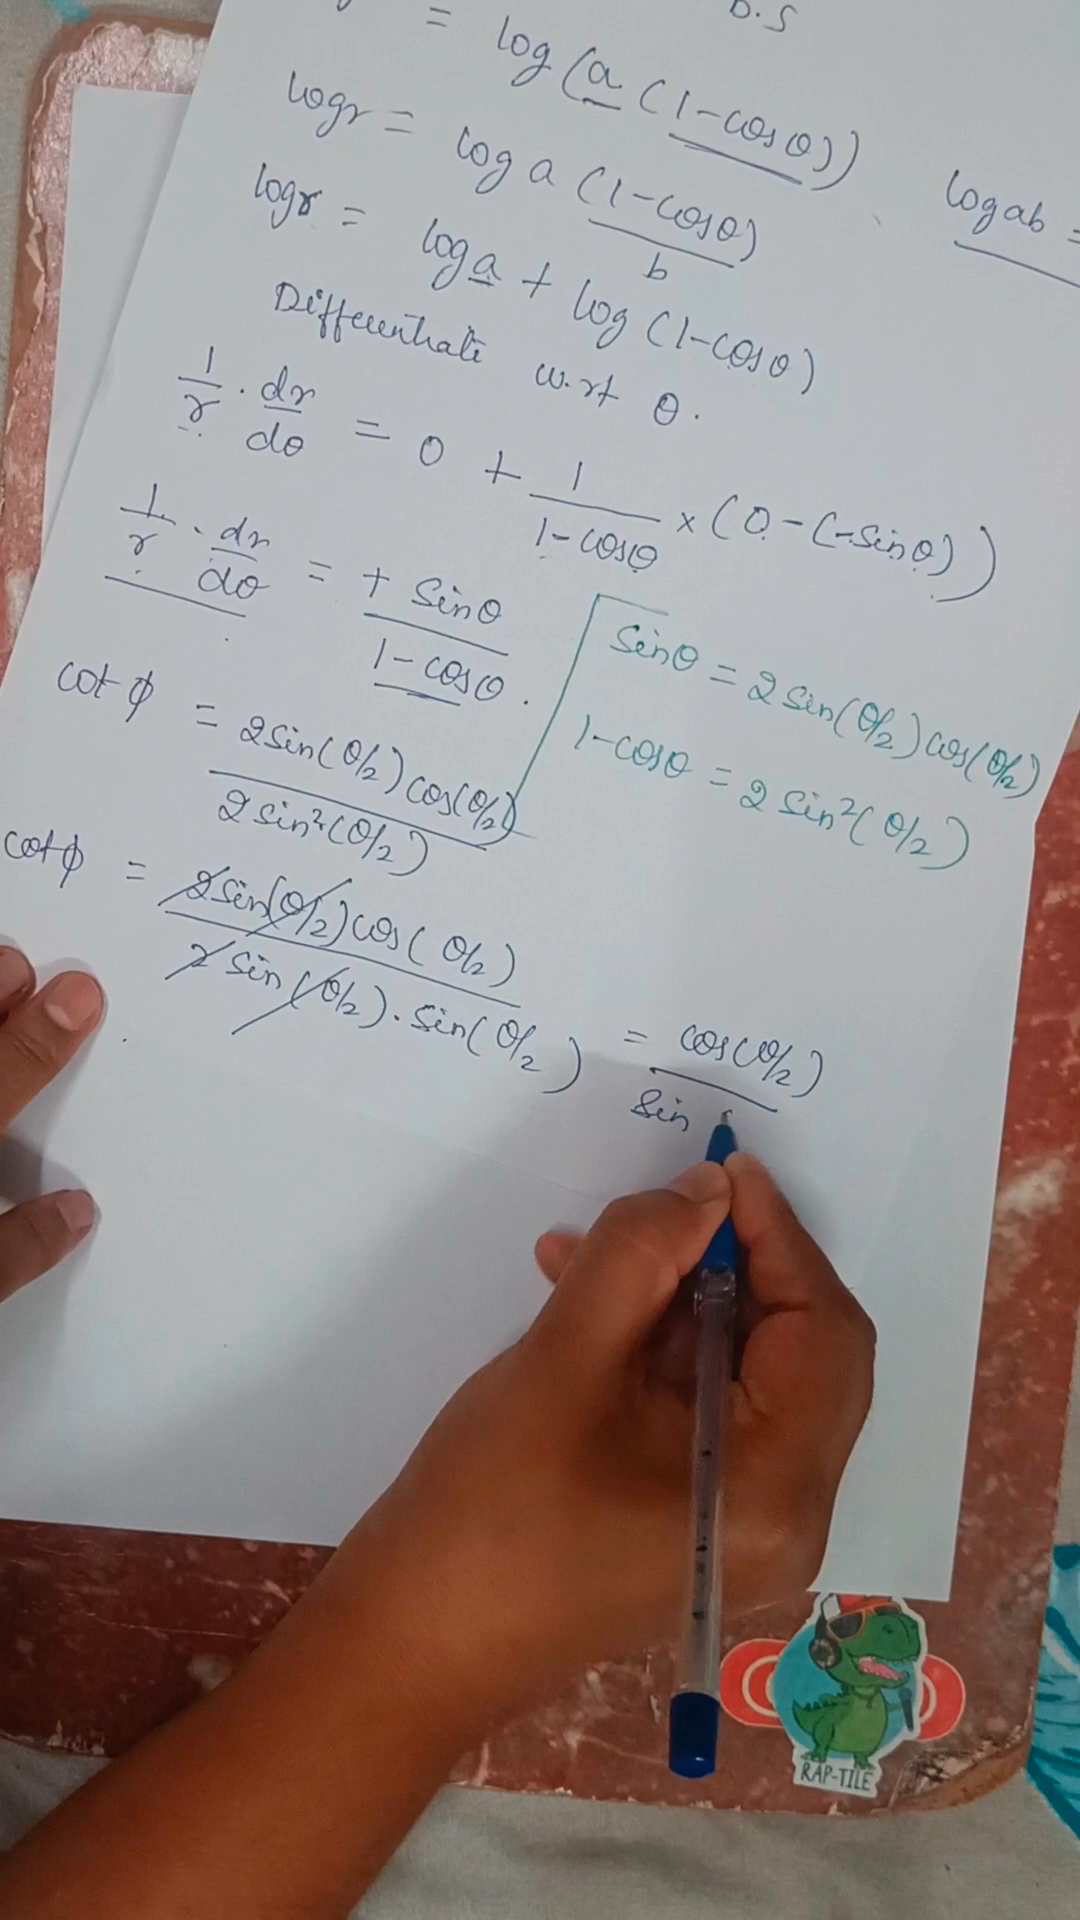 B.S
= log (a (1-cosθ))
logr = log a (1-cosθ)
b
log ab =
logr = log a + log (1-cosθ)
Differentiate w.rt θ.
1/r . dr/dθ = 0 + 1/(1-cosθ) × (0-(-sinθ))
1/r . dr/dθ = + sinθ/(1-cosθ).
sinθ = 2 sin(θ/2) cos(θ/2)
1-cosθ = 2 sin²(θ/2)
cot φ = 2sin(θ/2) cos(θ/2) / 2 sin²(θ/2)
cot φ = 2sin(θ/2) cos(θ/2) / 2 sin(θ/2) . sin(θ/2) = cos(θ/2) / sin
RAP-TILE